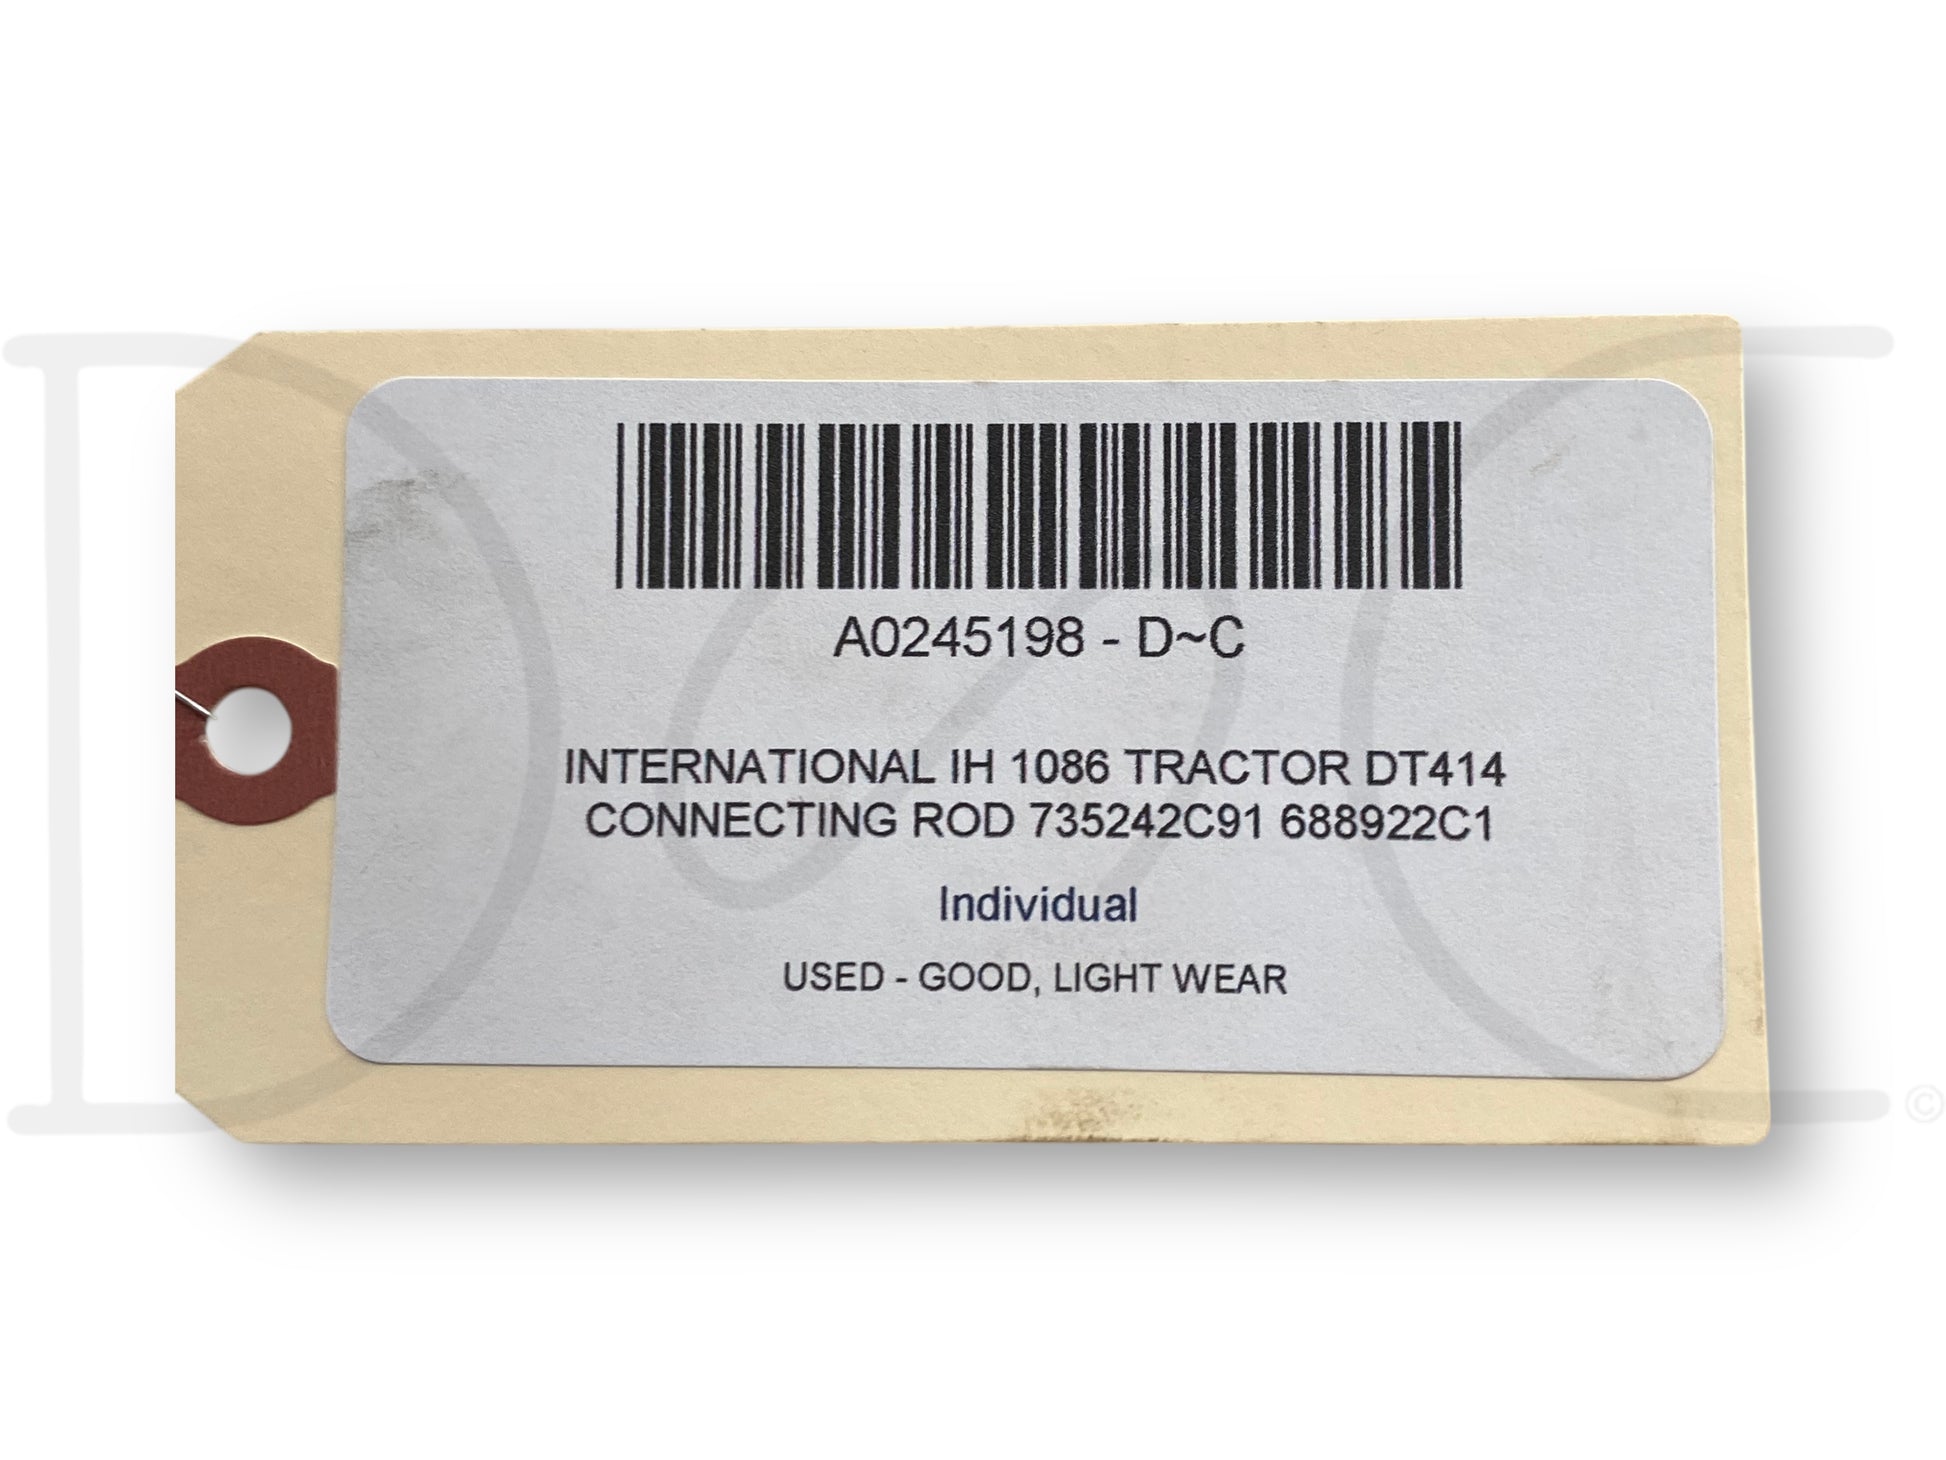 A0245198 - D~C
INTERNATIONAL IH 1086 TRACTOR DT414
CONNECTING ROD 735242C91 688922C1
Individual
USED - GOOD, LIGHT WEAR
D~C
©